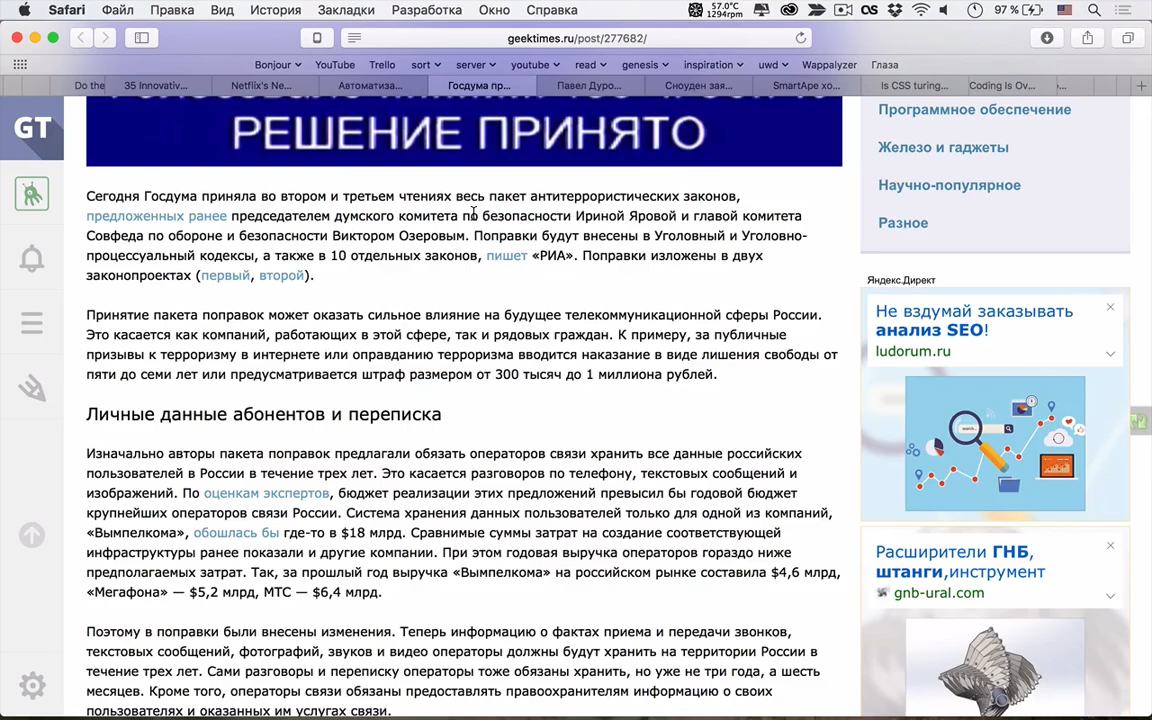 Safari Файл Правка Вид История Закладки Разработка Окно Справка 57.0°C 1294rpm 97 %
geektimes.ru/post/277682/
Bonjour YouTube Trello sort server youtube read genesis inspiration uwd Wappalyzer Глаза
Do the 35 Innovativ... Netflix's Ne... Автоматиза... Госдума пр... Павел Дуро... Сноуден зая... SmartApe хо... Is CSS turing... Coding Is Ov...
GT
РЕШЕНИЕ ПРИНЯТО
Сегодня Госдума приняла во втором и третьем чтениях весь пакет антитеррористических законов,
предложенных ранее председателем думского комитета по безопасности Ириной Яровой и главой комитета
Совфеда по обороне и безопасности Виктором Озеровым. Поправки будут внесены в Уголовный и Уголовно-
процессуальный кодексы, а также в 10 отдельных законов, пишет «РИА». Поправки изложены в двух
законопроектах (первый, второй).
Принятие пакета поправок может оказать сильное влияние на будущее телекоммуникационной сферы России.
Это касается как компаний, работающих в этой сфере, так и рядовых граждан. К примеру, за публичные
призывы к терроризму в интернете или оправданию терроризма вводится наказание в виде лишения свободы от
пяти до семи лет или предусматривается штраф размером от 300 тысяч до 1 миллиона рублей.
Личные данные абонентов и переписка
Изначально авторы пакета поправок предлагали обязать операторов связи хранить все данные российских
пользователей в России в течение трех лет. Это касается разговоров по телефону, текстовых сообщений и
изображений. По оценкам экспертов, бюджет реализации этих предложений превысил бы годовой бюджет
крупнейших операторов связи России. Система хранения данных пользователей только для одной из компаний,
«Вымпелкома», обошлась бы где-то в $18 млрд. Сравнимые суммы затрат на создание соответствующей
инфраструктуры ранее показали и другие компании. При этом годовая выручка операторов гораздо ниже
предполагаемых затрат. Так, за прошлый год выручка «Вымпелкома» на российском рынке составила $4,6 млрд,
«Мегафона» — $5,2 млрд, МТС — $6,4 млрд.
Поэтому в поправки были внесены изменения. Теперь информацию о фактах приема и передачи звонков,
текстовых сообщений, фотографий, звуков и видео операторы должны будут хранить на территории России в
течение трех лет. Сами разговоры и переписку операторы тоже обязаны хранить, но уже не три года, а шесть
месяцев. Кроме того, операторы связи обязаны предоставлять правоохранителям информацию о своих
пользователях и оказанных им услугах связи.
Программное обеспечение
Железо и гаджеты
Научно-популярное
Разное
Яндекс.Директ
Не вздумай заказывать
анализ SEO!
ludorum.ru
Расширители ГНБ,
штанги,инструмент
gnb-ural.com